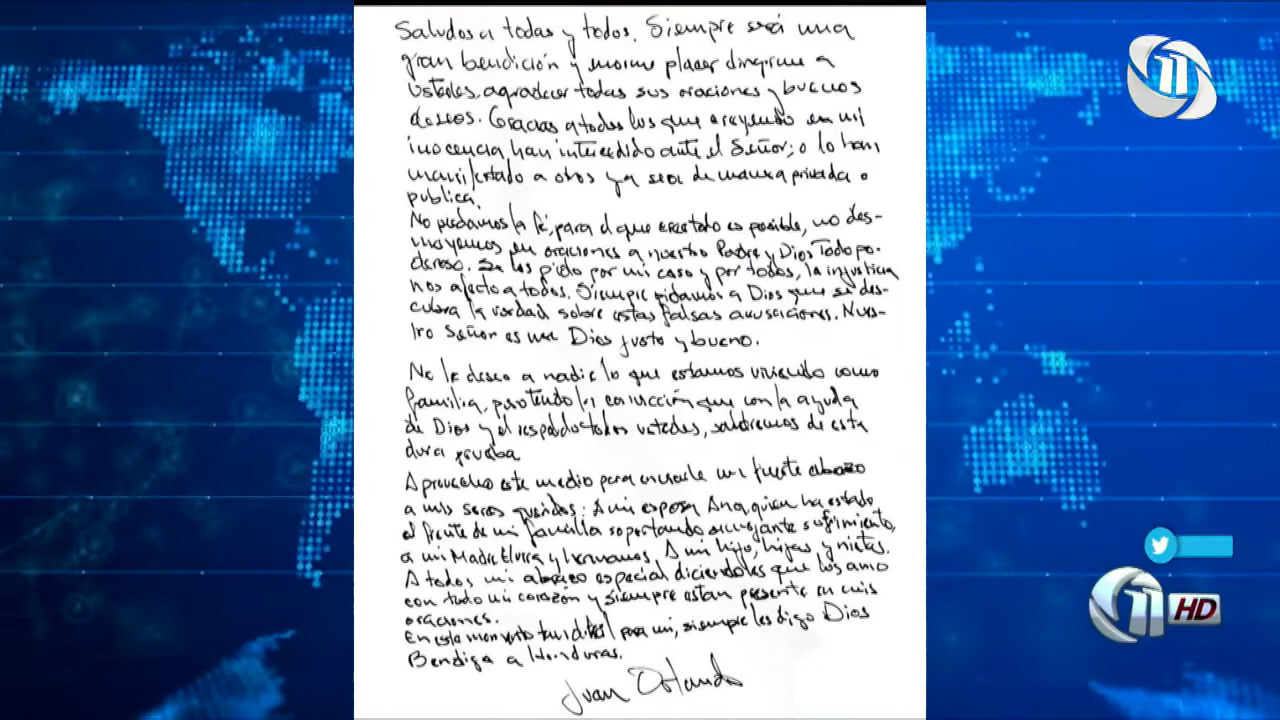 Saludos a todas y todos. Siempre será una
gran bendición y enorme placer dirigirme a
Ustedes, agradecer todas sus oraciones y buenos
deseos. Gracias a todos los que creyendo en mi
inocencia han intercedido ante el Señor; o lo han
manifestado a otros ya sea de manera privada o
publica.
No perdamos la fé, para el que cree todo es posible, no des-
mayemos en oraciones a nuestro Padre y Dios Todopo-
deroso. Se los pido por mi caso y por todos, la injusticia
nos afecta a todos. Siempre pidamos a Dios que se des-
cubra la verdad sobre estas falsas acusaciones. Nues-
tro Señor es un Dios justo y bueno.
No le deseo a nadie lo que estamos viviendo como
familia, pero tengo la convicción que con la ayuda
de Dios y el respaldo todos ustedes, saldremos de esta
dura prueba
Aprovecho este medio para enviarle un fuerte abrazo
a mis seres queridos: A mi esposa Ana quien ha estado
al frente de mi familia soportando semejante sufrimiento,
a mi Madre Elvira y hermanos. A mi hijo, hijas y nietas.
A todos mi abrazo especial diciendoles que los amo
con todo mi corazón y siempre estan presente en mis
oraciones.
En este momento tan dificil para mi, siempre les digo Dios
Bendiga a Honduras.
Juan Orlando
11
11 HD